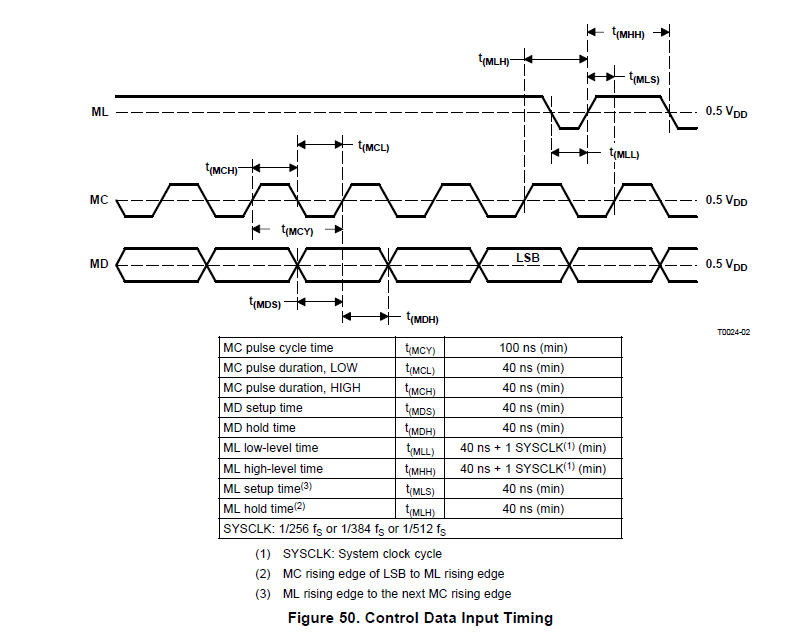 t(MHH)
t(MLH)
t(MLS)
ML
0.5 VDD
t(MCL)
t(MLL)
t(MCH)
MC
0.5 VDD
t(MCY)
LSB
MD
0.5 VDD
t(MDS)
t(MDH)
T0024-02
MC pulse cycle time t(MCY) 100 ns (min)
MC pulse duration, LOW t(MCL) 40 ns (min)
MC pulse duration, HIGH t(MCH) 40 ns (min)
MD setup time t(MDS) 40 ns (min)
MD hold time t(MDH) 40 ns (min)
ML low-level time t(MLL) 40 ns + 1 SYSCLK(1) (min)
ML high-level time t(MHH) 40 ns + 1 SYSCLK(1) (min)
ML setup time(3) t(MLS) 40 ns (min)
ML hold time(2) t(MLH) 40 ns (min)
SYSCLK: 1/256 fS or 1/384 fS or 1/512 fS
(1) SYSCLK: System clock cycle
(2) MC rising edge of LSB to ML rising edge
(3) ML rising edge to the next MC rising edge
Figure 50. Control Data Input Timing